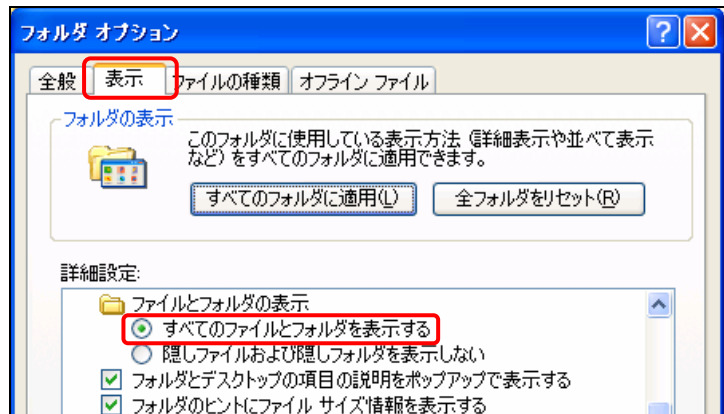 フォルダ オプション
全般
表示
ファイルの種類
オフライン ファイル
フォルダの表示
このフォルダに使用している表示方法 (詳細表示や並べて表示
など) をすべてのフォルダに適用できます。
すべてのフォルダに適用(L)
全フォルダをリセット(R)
詳細設定:
ファイルとフォルダの表示
すべてのファイルとフォルダを表示する
隠しファイルおよび隠しフォルダを表示しない
フォルダとデスクトップの項目の説明をポップアップで表示する
フォルダのヒントにファイル サイズ情報を表示する